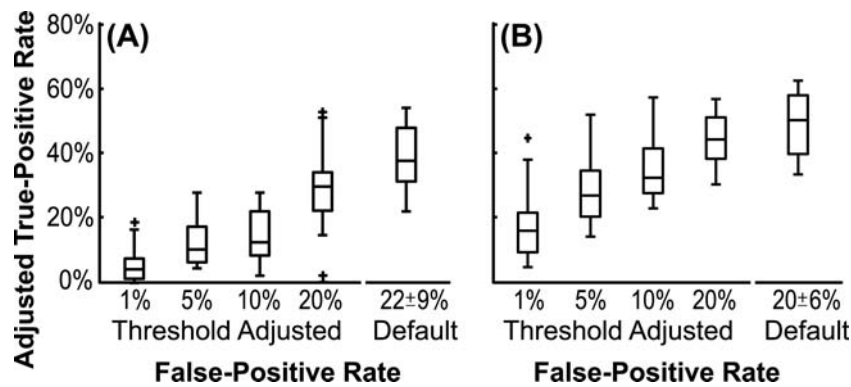 Adjusted True-Positive Rate
80%
60%
40%
20%
0%
(A)
1% 5% 10% 20% 22±9%
Threshold Adjusted Default
False-Positive Rate
(B)
1% 5% 10% 20% 20±6%
Threshold Adjusted Default
False-Positive Rate